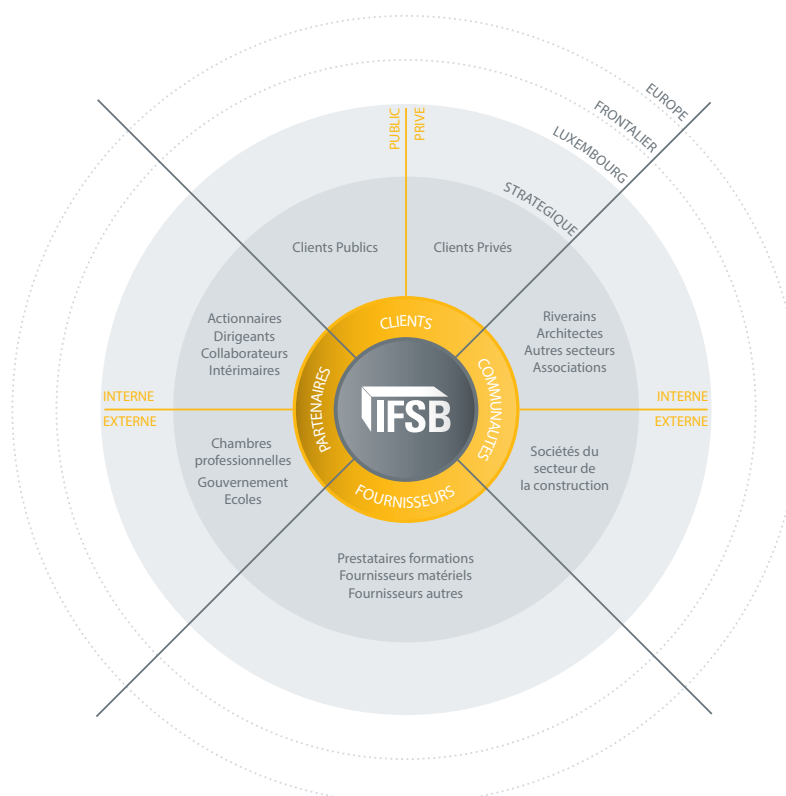 EUROPE
FRONTALIER
LUXEMBOURG
STRATEGIQUE
PUBLIC
PRIVE
Clients Publics
Clients Privés
CLIENTS
Actionnaires
Dirigeants
Collaborateurs
Intérimaires
Riverains
Architectes
Autres secteurs
Associations
PARTENAIRES
IFSB
COMMUNAUTES
INTERNE
EXTERNE
INTERNE
EXTERNE
Chambres
professionnelles
Gouvernement
Ecoles
Sociétés du
secteur de
la construction
FOURNISSEURS
Prestataires formations
Fournisseurs matériels
Fournisseurs autres